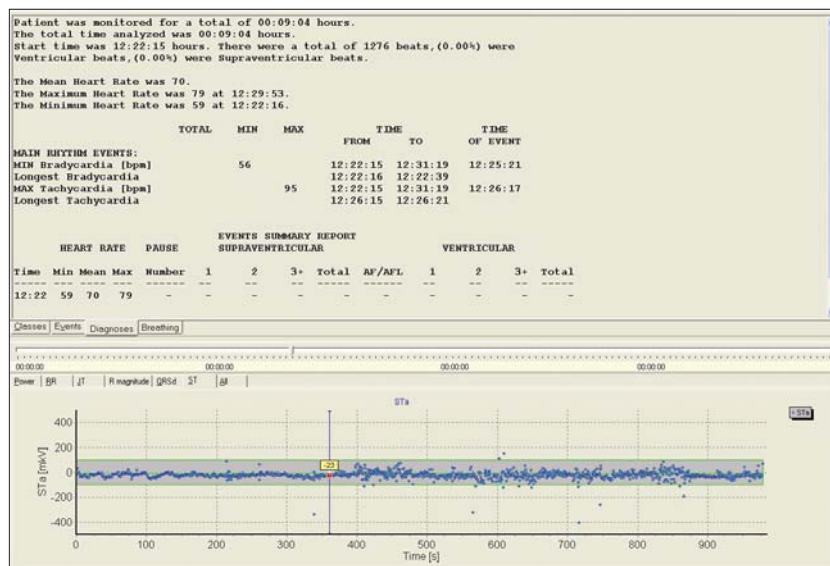 Patient was monitored for a total of 00:09:04 hours.
The total time analyzed was 00:09:04 hours.
Start time was 12:22:15 hours. There were a total of 1276 beats,(0.00%) were
Ventricular beats,(0.00%) were Supraventricular beats.
The Mean Heart Rate was 70.
The Maximum Heart Rate was 79 at 12:29:53.
The Minimum Heart Rate was 59 at 12:22:16.
TOTAL MIN MAX TIME TIME
FROM TO OF EVENT
MAIN RHYTHM EVENTS:
MIN Bradycardia [bpm] 56 12:22:15 12:31:19 12:25:21
Longest Bradycardia 12:22:16 12:22:39
MAX Tachycardia [bpm] 95 12:22:15 12:31:19 12:26:17
Longest Tachycardia 12:26:15 12:26:21
EVENTS SUMMARY REPORT
HEART RATE PAUSE SUPRAVENTRICULAR VENTRICULAR
Time Min Mean Max Number 1 2 3+ Total AF/AFL 1 2 3+ Total
----- --- ---- --- ------ -- -- -- ----- ------ -- -- -- -----
12:22 59 70 79 - - - - - - - - - -
Classes Events Diagnoses Breathing
00:00:00 00:00:00 00:00:00 00:00:00
Power RR JT R magnitude QRSd ST All
STa
STa
400
200
0
-200
-400
STa [mkV]
-23
0 100 200 300 400 500 600 700 800 900
Time [s]